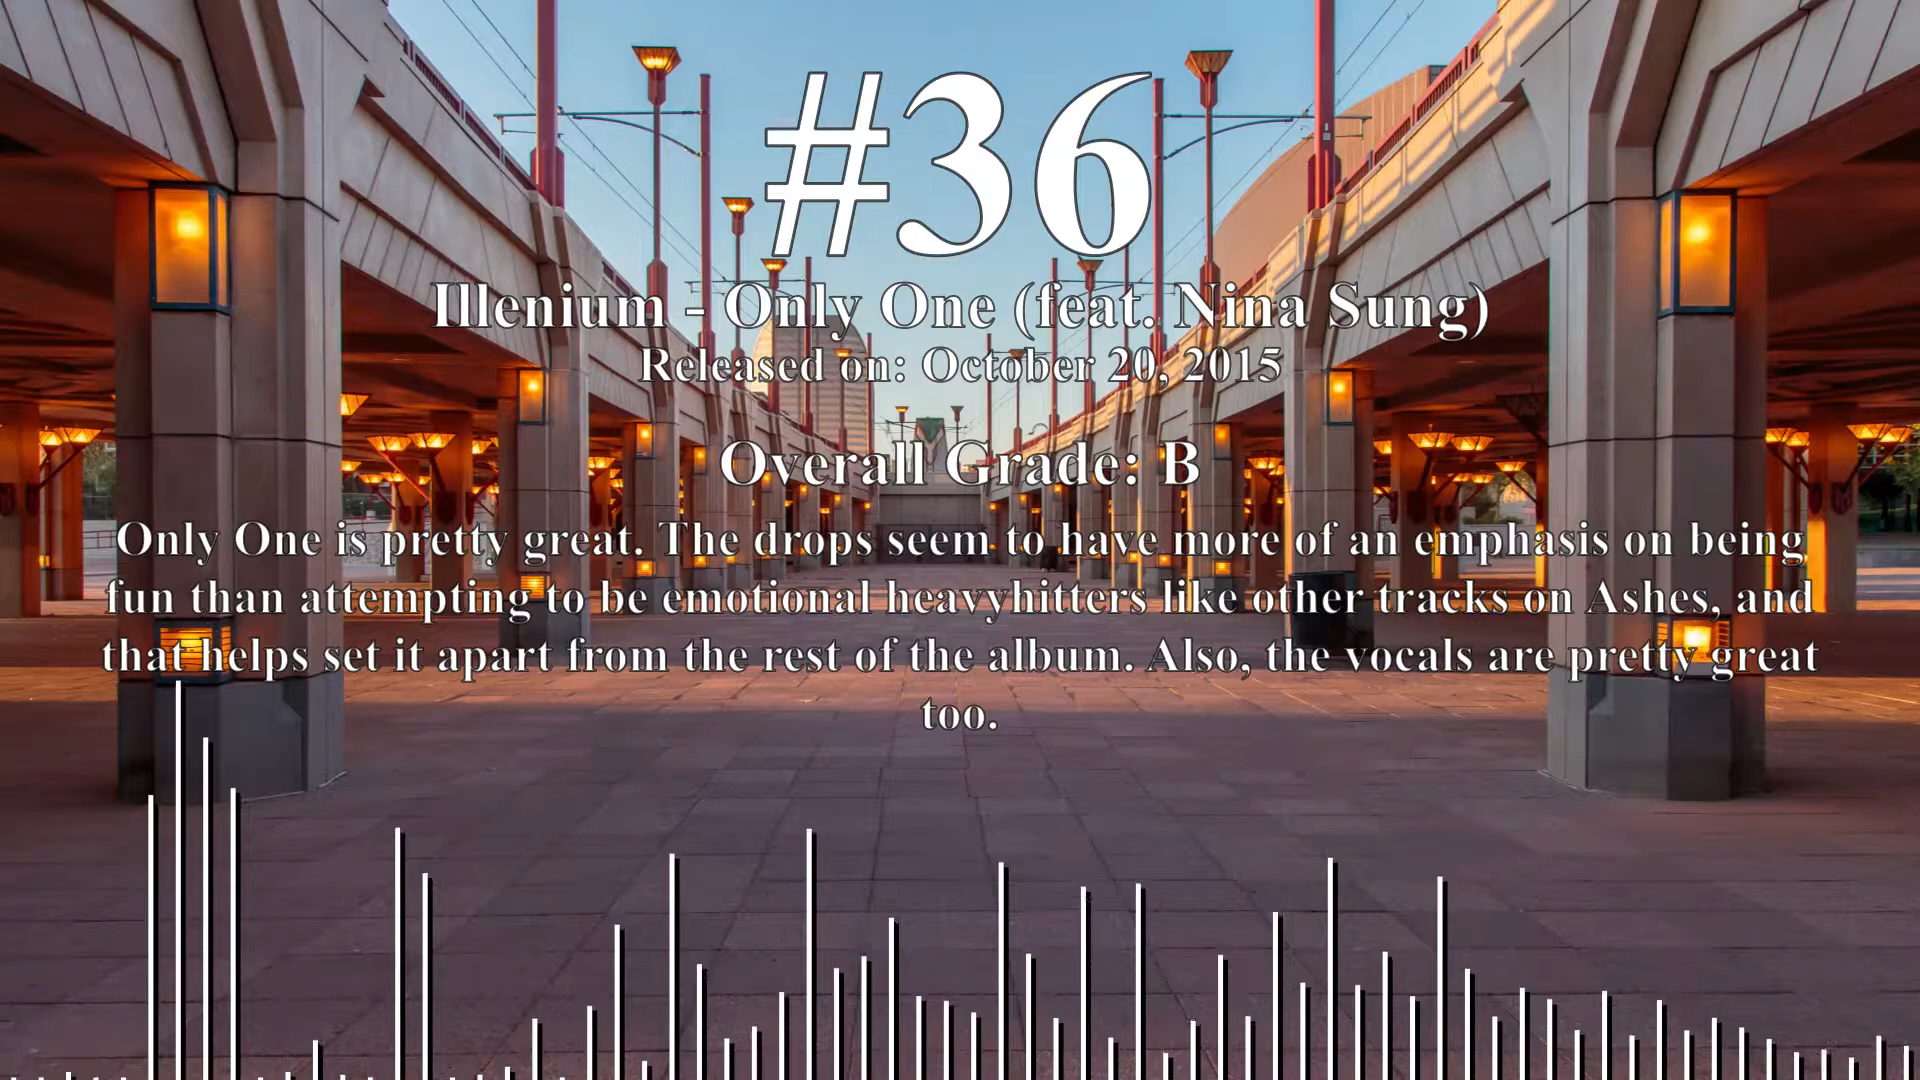 #36
Illenium - Only One (feat. Nina Sung)
Released on: October 20, 2015
Overall Grade: B
Only One is pretty great. The drops seem to have more of an emphasis on being
fun than attempting to be emotional heavyhitters like other tracks on Ashes, and
that helps set it apart from the rest of the album. Also, the vocals are pretty great
too.